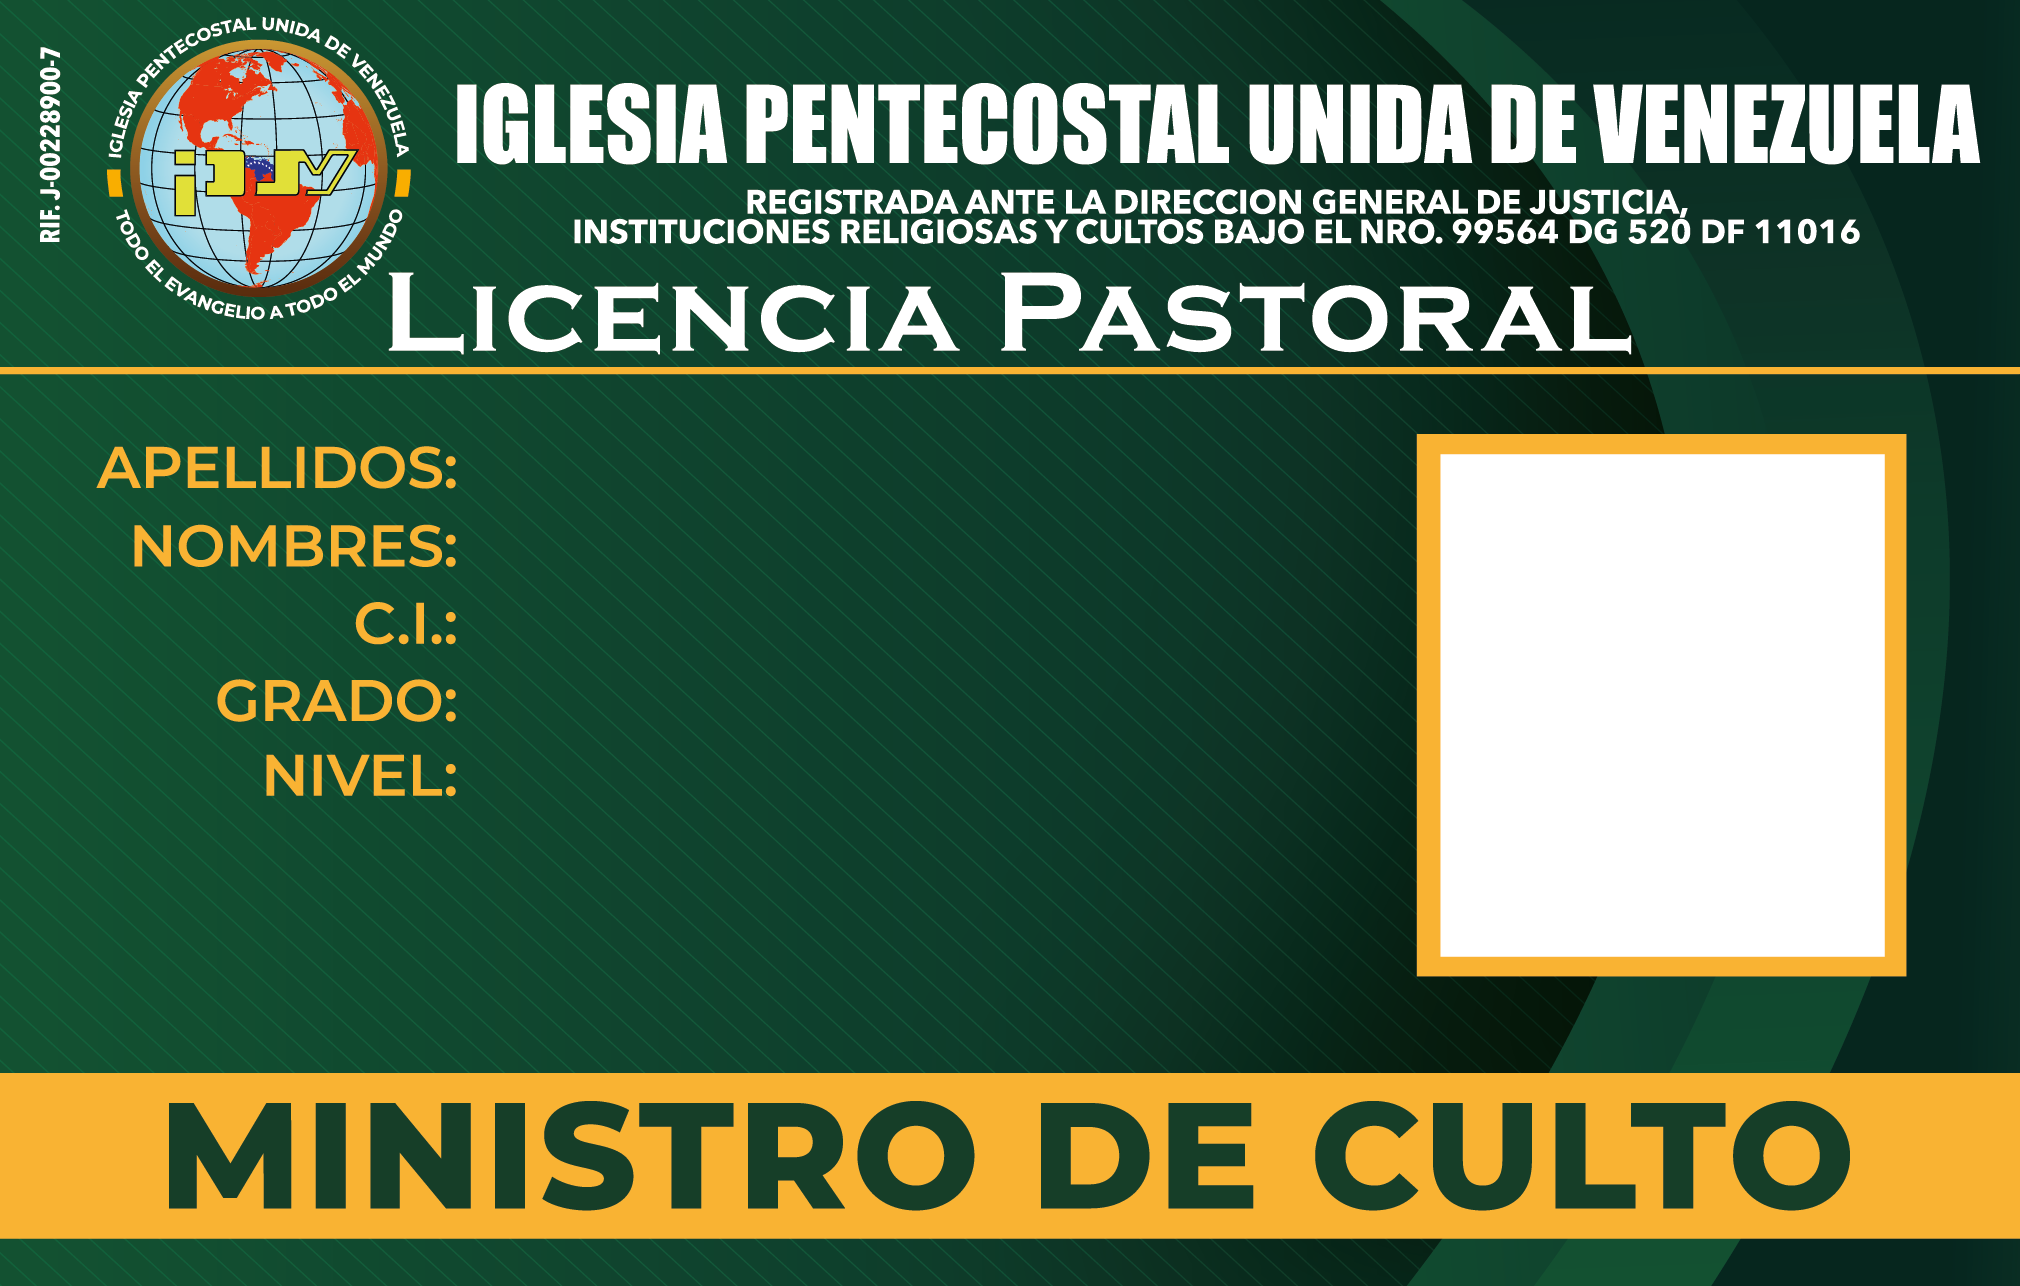 RIF. J-00228900-7
IGLESIA PENTECOSTAL UNIDA DE VENEZUELA
TODO EL EVANGELIO A TODO EL MUNDO
ipuv
IGLESIA PENTECOSTAL UNIDA DE VENEZUELA
REGISTRADA ANTE LA DIRECCION GENERAL DE JUSTICIA,
INSTITUCIONES RELIGIOSAS Y CULTOS BAJO EL NRO. 99564 DG 520 DF 11016
LICENCIA PASTORAL
APELLIDOS:
NOMBRES:
C.I.:
GRADO:
NIVEL:
MINISTRO DE CULTO